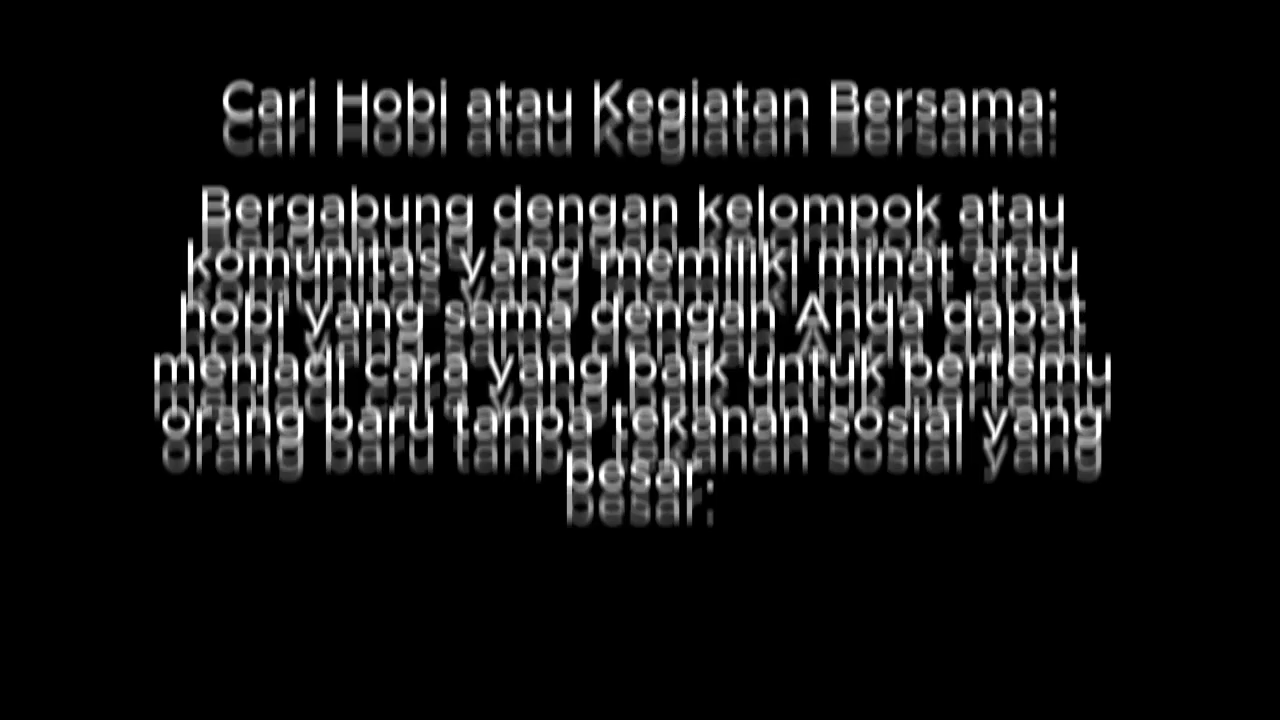 Cari Hobi atau Kegiatan Bersama:
Bergabung dengan kelompok atau
komunitas yang memiliki minat atau
hobi yang sama dengan Anda dapat
menjadi cara yang baik untuk bertemu
orang baru tanpa tekanan sosial yang
besar.